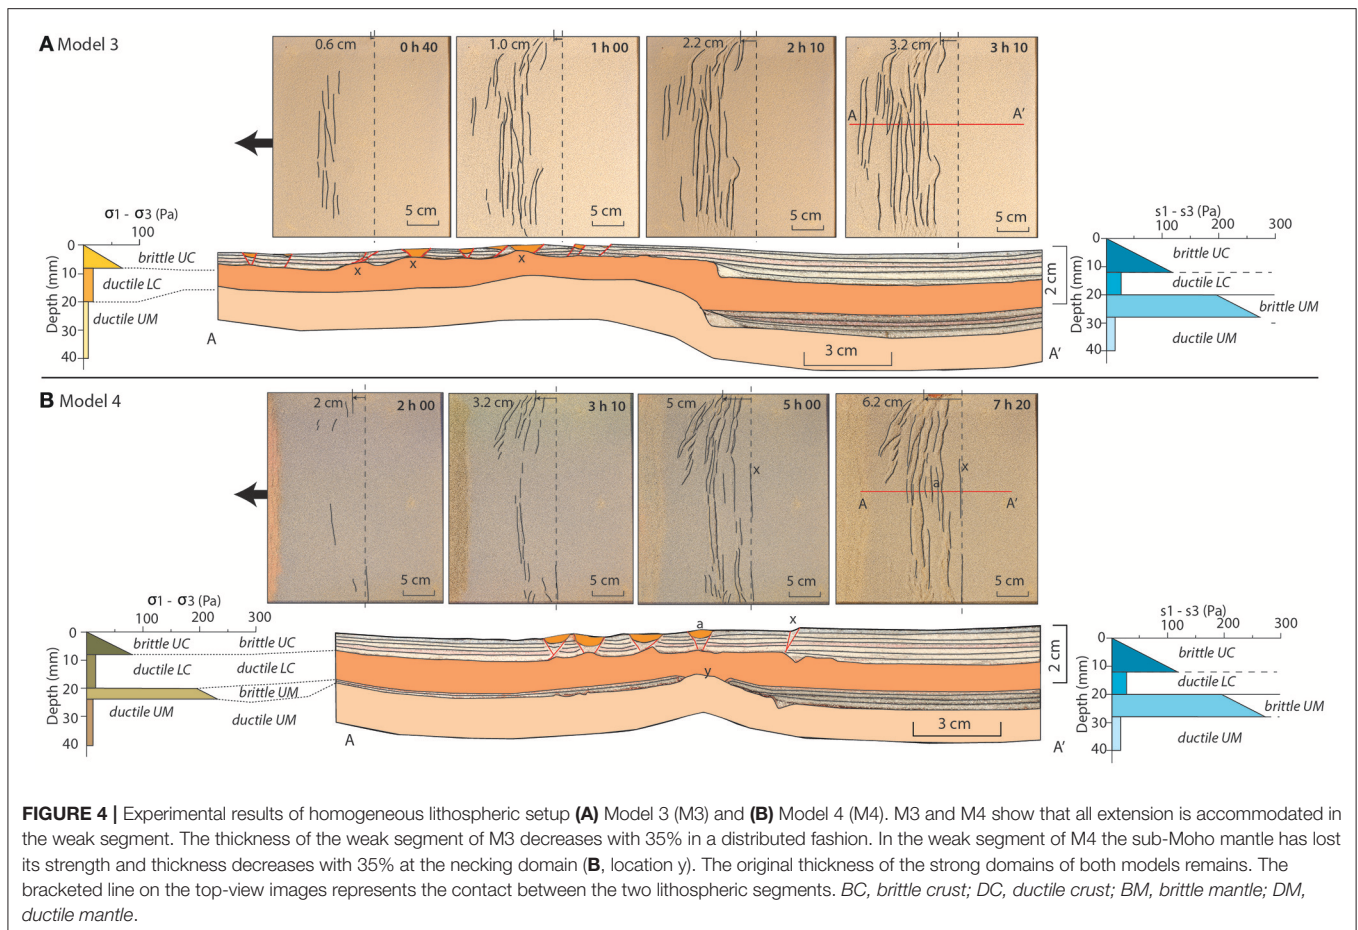 A Model 3
0.6 cm
0 h 40
1.0 cm
1 h 00
2.2 cm
2 h 10
3.2 cm
3 h 10
A
A'
5 cm
5 cm
5 cm
5 cm
σ1 - σ3 (Pa)
100
0
10
20
30
40
Depth (mm)
brittle UC
ductile LC
ductile UM
x
x
x
A
A'
3 cm
2 cm
s1 - s3 (Pa)
100
200
300
0
10
20
30
40
Depth (mm)
brittle UC
ductile LC
brittle UM
ductile UM
B Model 4
2 cm
2 h 00
3.2 cm
3 h 10
5 cm
5 h 00
x
6.2 cm
7 h 20
x
a
A
A'
5 cm
5 cm
5 cm
5 cm
σ1 - σ3 (Pa)
100
200
300
0
10
20
30
40
Depth (mm)
brittle UC
brittle UC
ductile LC
ductile LC
brittle UM
ductile UM
ductile UM
a
x
y
A
A'
3 cm
2 cm
s1 - s3 (Pa)
100
200
300
0
10
20
30
40
Depth (mm)
brittle UC
ductile LC
brittle UM
ductile UM
FIGURE 4 | Experimental results of homogeneous lithospheric setup (A) Model 3 (M3) and (B) Model 4 (M4). M3 and M4 show that all extension is accommodated in
the weak segment. The thickness of the weak segment of M3 decreases with 35% in a distributed fashion. In the weak segment of M4 the sub-Moho mantle has lost
its strength and thickness decreases with 35% at the necking domain (B, location y). The original thickness of the strong domains of both models remains. The
bracketed line on the top-view images represents the contact between the two lithospheric segments. BC, brittle crust; DC, ductile crust; BM, brittle mantle; DM,
ductile mantle.